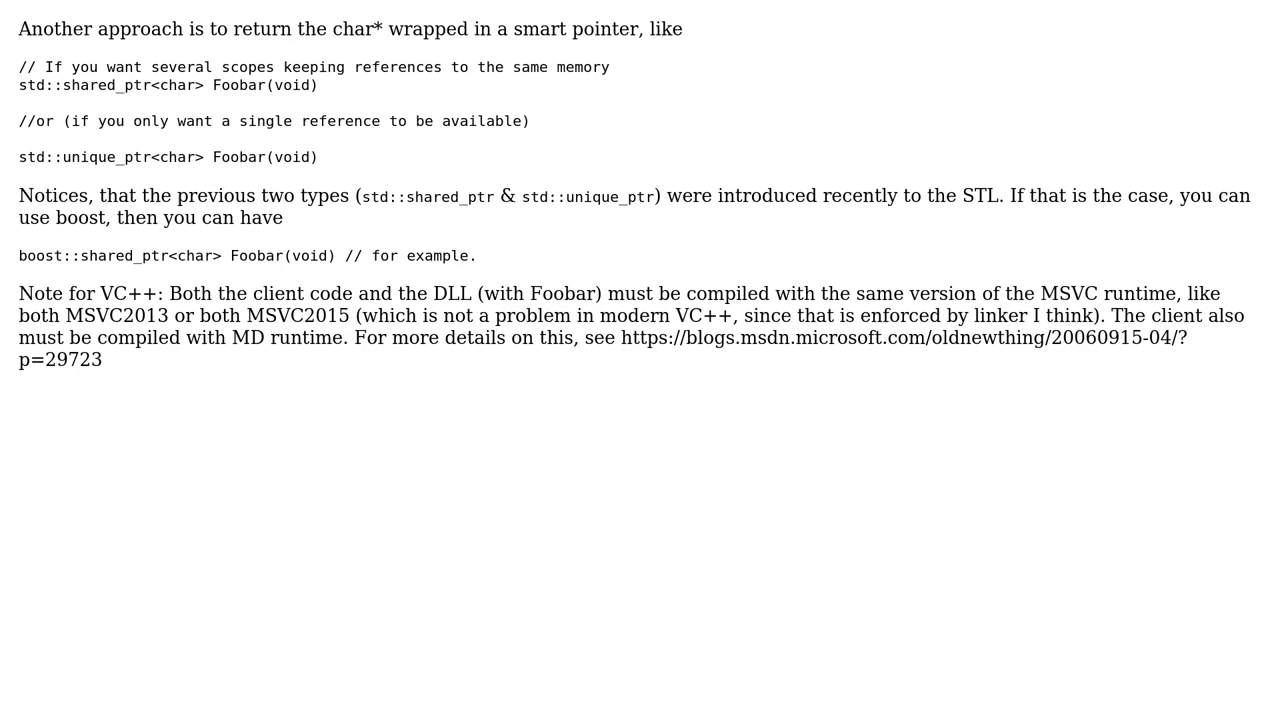 Another approach is to return the char* wrapped in a smart pointer, like
// If you want several scopes keeping references to the same memory
std::shared_ptr<char> Foobar(void)
//or (if you only want a single reference to be available)
std::unique_ptr<char> Foobar(void)
Notices, that the previous two types (std::shared_ptr & std::unique_ptr) were introduced recently to the STL. If that is the case, you can
use boost, then you can have
boost::shared_ptr<char> Foobar(void) // for example.
Note for VC++: Both the client code and the DLL (with Foobar) must be compiled with the same version of the MSVC runtime, like
both MSVC2013 or both MSVC2015 (which is not a problem in modern VC++, since that is enforced by linker I think). The client also
must be compiled with MD runtime. For more details on this, see https://blogs.msdn.microsoft.com/oldnewthing/20060915-04/?
p=29723